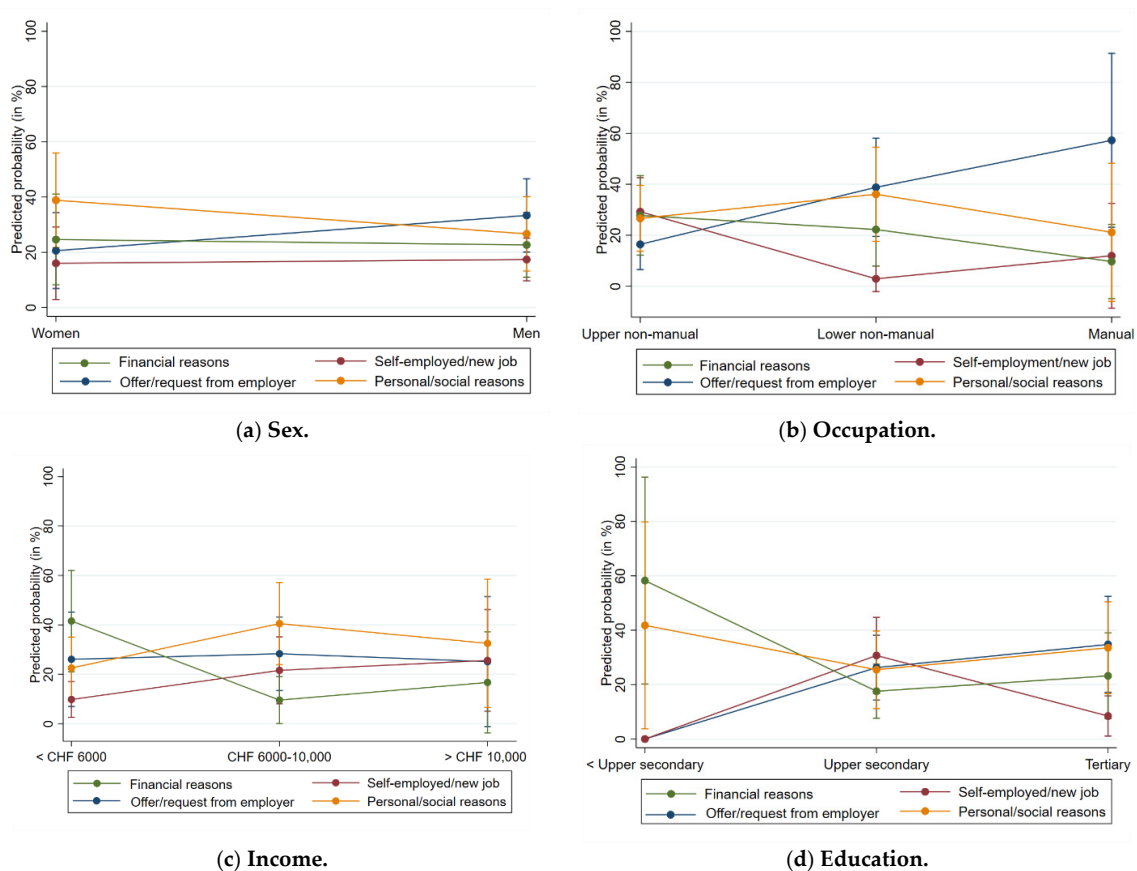 Predicted probability (in %)
100
80
60
40
20
0
Women
Men
Financial reasons
Self-employed/new job
Offer/request from employer
Personal/social reasons
(a) Sex.
Predicted probability (in %)
100
80
60
40
20
0
Upper non-manual
Lower non-manual
Manual
Financial reasons
Self-employment/new job
Offer/request from employer
Personal/social reasons
(b) Occupation.
Predicted probability (in %)
100
80
60
40
20
0
< CHF 6000
CHF 6000-10,000
> CHF 10,000
Financial reasons
Self-employed/new job
Offer/request from employer
Personal/social reasons
(c) Income.
Predicted probability (in %)
100
80
60
40
20
0
< Upper secondary
Upper secondary
Tertiary
Financial reasons
Self-employed/new job
Offer/request from employer
Personal/social reasons
(d) Education.